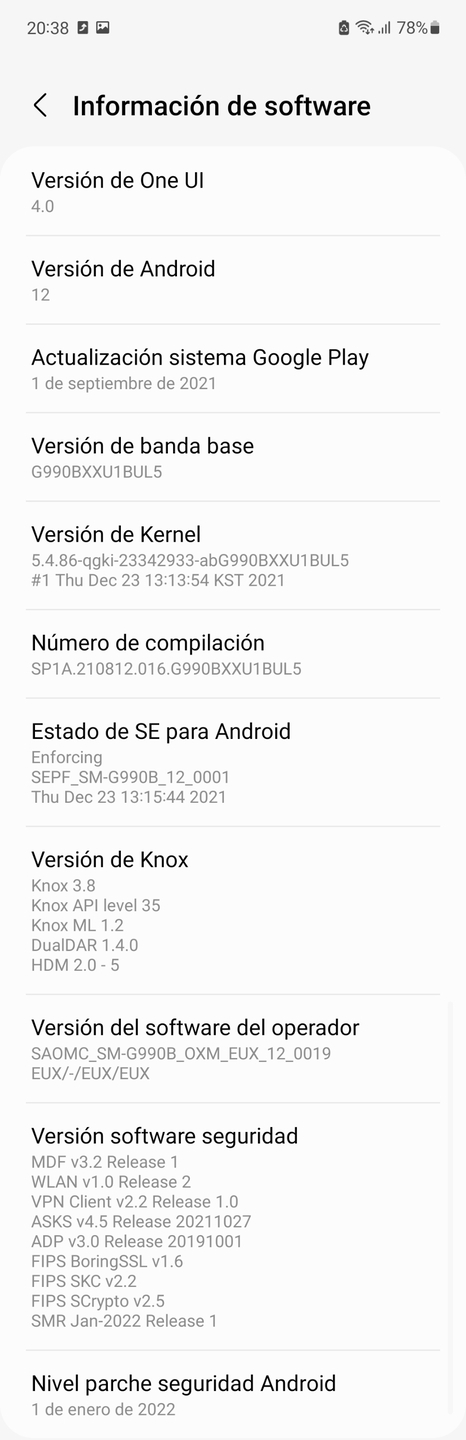 20:38 78%
Información de software
Versión de One UI
4.0
Versión de Android
12
Actualización sistema Google Play
1 de septiembre de 2021
Versión de banda base
G990BXXU1BUL5
Versión de Kernel
5.4.86-qgki-23342933-abG990BXXU1BUL5
#1 Thu Dec 23 13:13:54 KST 2021
Número de compilación
SP1A.210812.016.G990BXXU1BUL5
Estado de SE para Android
Enforcing
SEPF_SM-G990B_12_0001
Thu Dec 23 13:15:44 2021
Versión de Knox
Knox 3.8
Knox API level 35
Knox ML 1.2
DualDAR 1.4.0
HDM 2.0 - 5
Versión del software del operador
SAOMC_SM-G990B_OXM_EUX_12_0019
EUX/-/EUX/EUX
Versión software seguridad
MDF v3.2 Release 1
WLAN v1.0 Release 2
VPN Client v2.2 Release 1.0
ASKS v4.5 Release 20211027
ADP v3.0 Release 20191001
FIPS BoringSSL v1.6
FIPS SKC v2.2
FIPS SCrypto v2.5
SMR Jan-2022 Release 1
Nivel parche seguridad Android
1 de enero de 2022